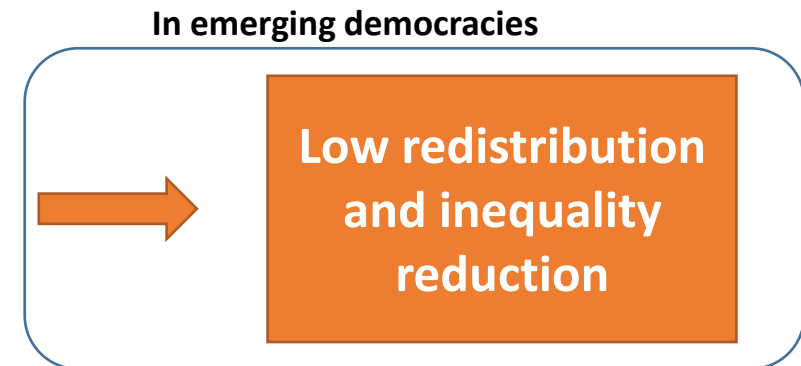 In emerging democracies
Low redistribution
and inequality
reduction